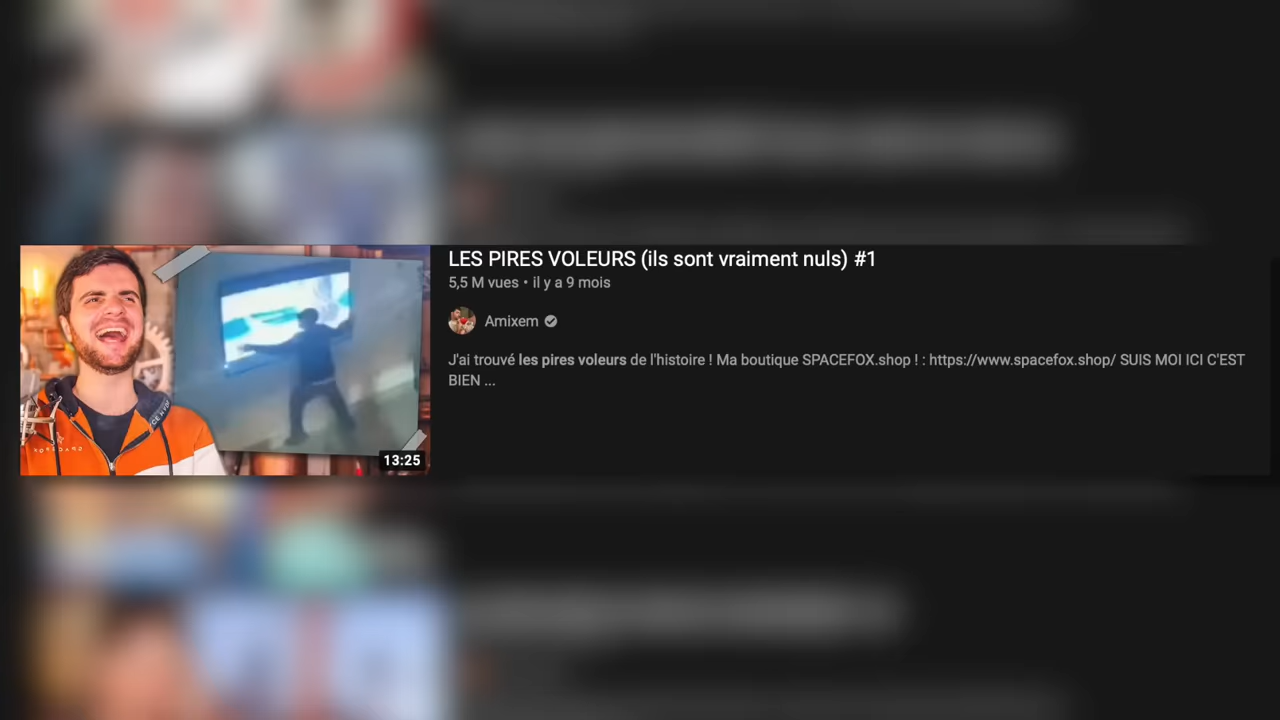 LES PIRES VOLEURS (ils sont vraiment nuls) #1
5,5 M vues • il y a 9 mois
Amixem
J'ai trouvé les pires voleurs de l'histoire ! Ma boutique SPACEFOX.shop ! : https://www.spacefox.shop/ SUIS MOI ICI C'EST
BIEN ...
13:25